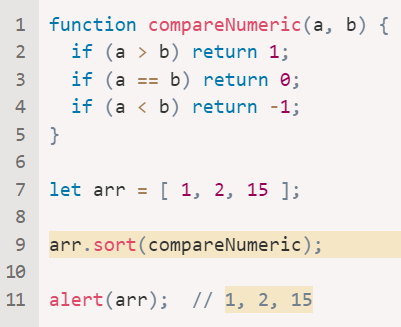 1 function compareNumeric(a, b) {
2   if (a > b) return 1;
3   if (a == b) return 0;
4   if (a < b) return -1;
5 }
6
7 let arr = [ 1, 2, 15 ];
8
9 arr.sort(compareNumeric);
10
11 alert(arr);  // 1, 2, 15